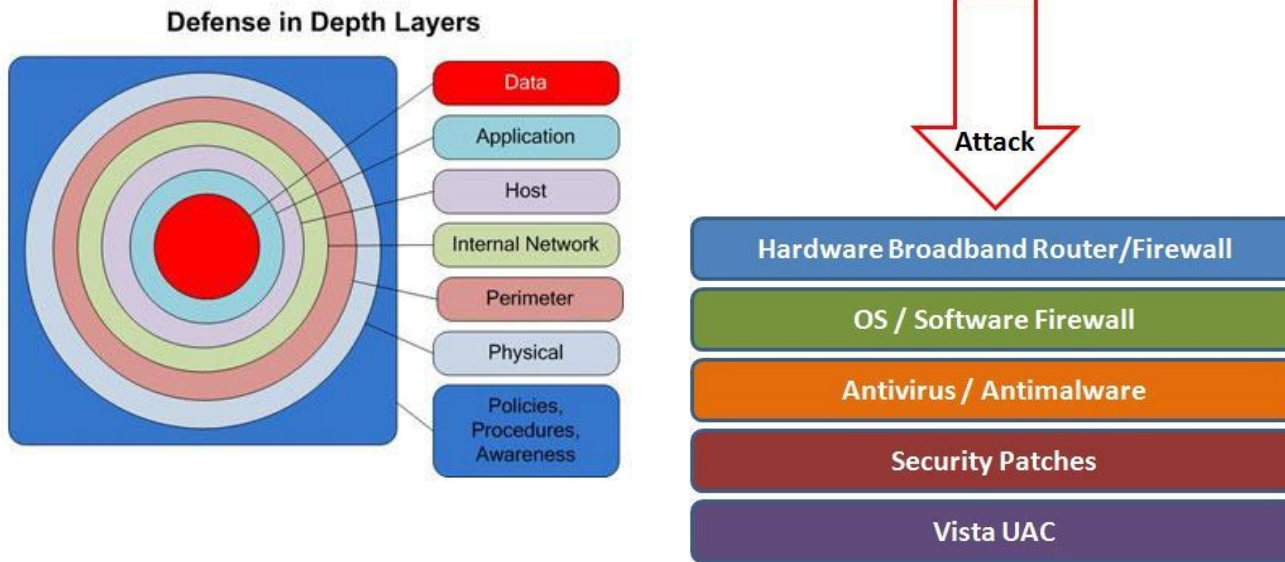 Defense in Depth Layers
Data
Application
Host
Internal Network
Perimeter
Physical
Policies,
Procedures,
Awareness
Attack
Hardware Broadband Router/Firewall
OS / Software Firewall
Antivirus / Antimalware
Security Patches
Vista UAC